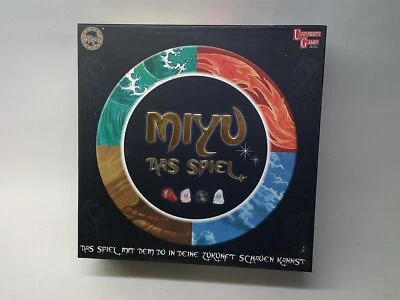 UNIVERSITY
GAMES
MIYU
DAS SPIEL
DAS SPIEL, MIT DEM DU IN DEINE ZUKUNFT SCHAUEN KANNST